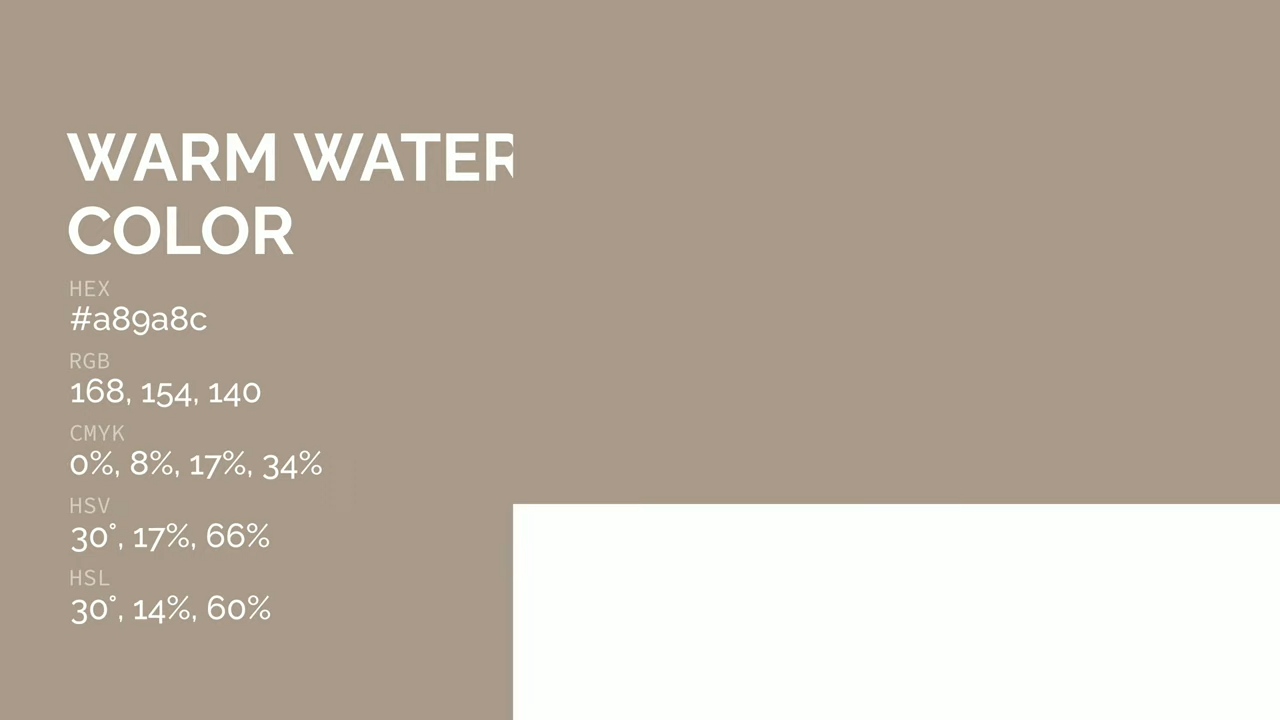 WARM WATER
COLOR
HEX
#a89a8c
RGB
168, 154, 140
CMYK
0%, 8%, 17%, 34%
HSV
30°, 17%, 66%
HSL
30°, 14%, 60%